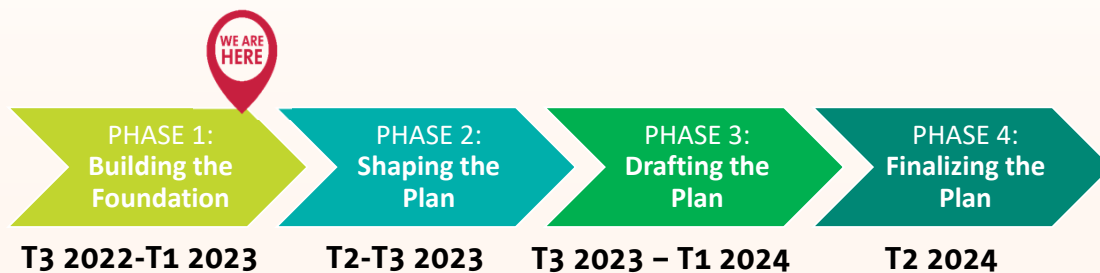 WE ARE
HERE
PHASE 1:
Building the
Foundation
PHASE 2:
Shaping the
Plan
PHASE 3:
Drafting the
Plan
PHASE 4:
Finalizing the
Plan
T3 2022-T1 2023
T2-T3 2023
T3 2023 – T1 2024
T2 2024